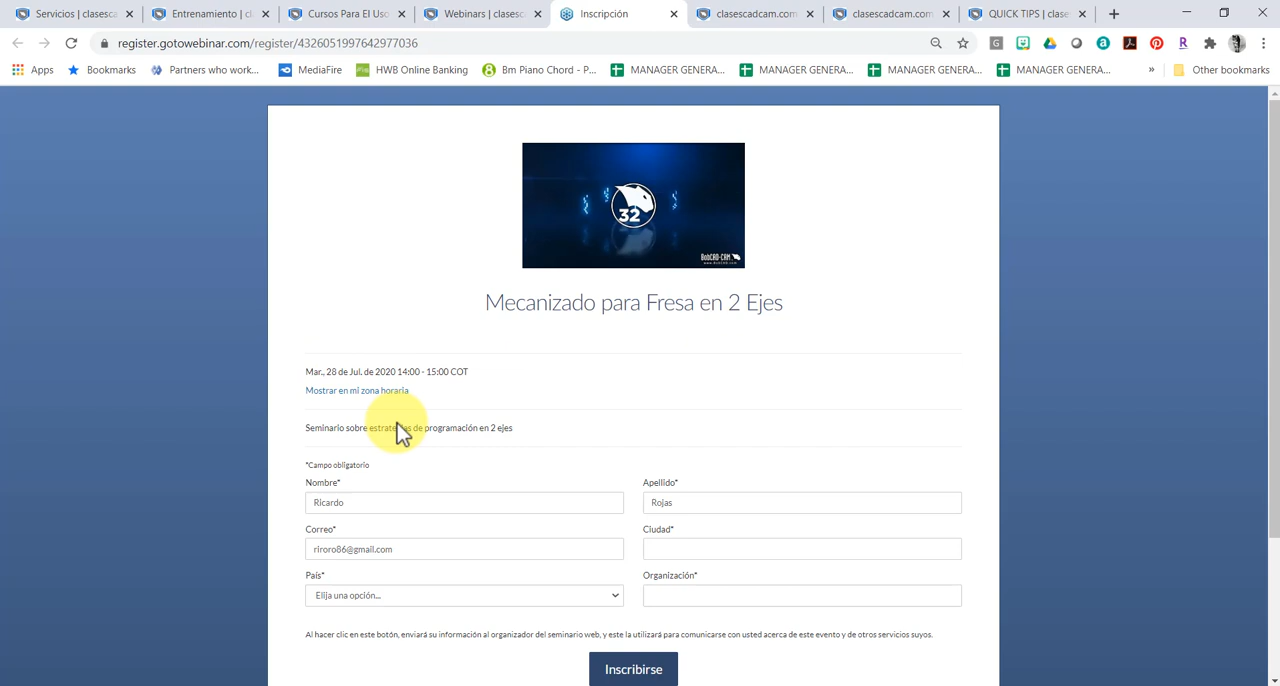 Servicios | clasesca
Entrenamiento | cl
Cursos Para El Uso
Webinars | clasesc
Inscripción
clasescadcam.com
clasescadcam.com
QUICK TIPS | clase
register.gotowebinar.com/register/4326051997642977036
Apps
Bookmarks
Partners who work...
MediaFire
HWB Online Banking
Bm Piano Chord - P...
MANAGER GENERA...
MANAGER GENERA...
MANAGER GENERA...
MANAGER GENERA...
»
Other bookmarks
32
BobCAD-CAM
www.BobCAD.com
Mecanizado para Fresa en 2 Ejes
Mar., 28 de Jul. de 2020 14:00 - 15:00 COT
Mostrar en mi zona horaria
Seminario sobre estrategias de programación en 2 ejes
*Campo obligatorio
Nombre*
Apellido*
Ricardo
Rojas
Correo*
Ciudad*
riroro86@gmail.com
País*
Organización*
Elija una opción...
Al hacer clic en este botón, enviará su información al organizador del seminario web, y este la utilizará para comunicarse con usted acerca de este evento y de otros servicios suyos.
Inscribirse